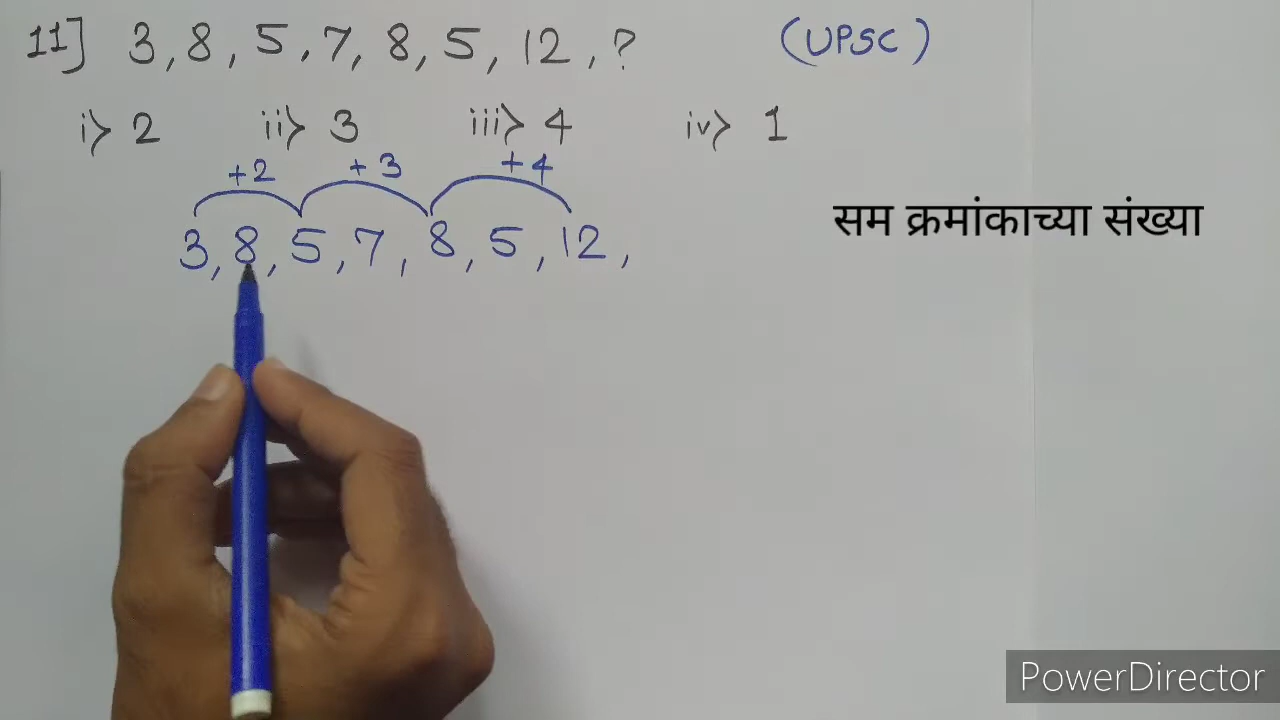 11] 3, 8, 5, 7, 8, 5, 12, ? (UPSC)
i> 2 ii> 3 iii> 4 iv> 1
+2 +3 +4
3, 8, 5, 7, 8, 5, 12,
सम क्रमांकाच्या संख्या
PowerDirector